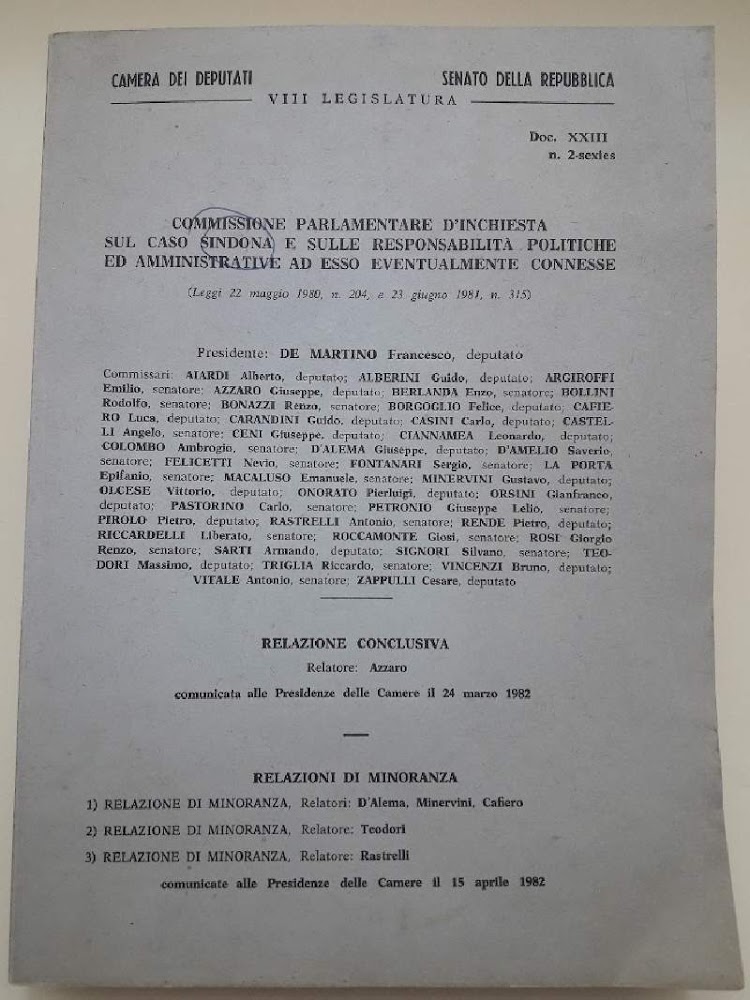 CAMERA DEI DEPUTATI SENATO DELLA REPUBBLICA
VIII LEGISLATURA
Doc. XXIII
n. 2-sexies
COMMISSIONE PARLAMENTARE D'INCHIESTA
SUL CASO SINDONA E SULLE RESPONSABILITÀ POLITICHE
ED AMMINISTRATIVE AD ESSO EVENTUALMENTE CONNESSE
(Leggi 22 maggio 1980, n. 204, e 23 giugno 1981, n. 315)
Presidente: DE MARTINO Francesco, deputato
Commissari: AIARDI Alberto, deputato; ALBERINI Guido, deputato; ARGIROFFI
Emilio, senatore; AZZARO Giuseppe, deputato; BERLANDA Enzo, senatore; BOLLINI
Rodolfo, senatore; BONAZZI Renzo, senatore; BORGOGLIO Felice, deputato; CAFIE-
RO Luca, deputato; CARANDINI Guido, deputato; CASINI Carlo, deputato; CASTEL-
LI Angelo, senatore; CENI Giuseppe, deputato; CIANNAMEA Leonardo, deputato;
COLOMBO Ambrogio, senatore; D'ALEMA Giuseppe, deputato; D'AMELIO Saverio,
senatore; FELICETTI Nevio, senatore; FONTANARI Sergio, senatore; LA PORTA
Epifanio, senatore; MACALUSO Emanuele, senatore; MINERVINI Gustavo, deputato;
OLCESE Vittorio, deputato; ONORATO Pierluigi, deputato; ORSINI Gianfranco,
deputato; PASTORINO Carlo, senatore; PETRONIO Giuseppe Lelio, senatore;
PIROLO Pietro, deputato; RASTRELLI Antonio, senatore; RENDE Pietro, deputato;
RICCARDELLI Liberato, senatore; ROCCAMONTE Giosi, senatore; ROSI Giorgio
Renzo, senatore; SARTI Armando, deputato; SIGNORI Silvano, senatore; TEO-
DORI Massimo, deputato; TRIGLIA Riccardo, senatore; VINCENZI Bruno, deputato;
VITALE Antonio, senatore; ZAPPULLI Cesare, deputato
RELAZIONE CONCLUSIVA
Relatore: Azzaro
comunicata alle Presidenze delle Camere il 24 marzo 1982
RELAZIONI DI MINORANZA
1) RELAZIONE DI MINORANZA, Relatori: D'Alema, Minervini, Cafiero
2) RELAZIONE DI MINORANZA, Relatore: Teodori
3) RELAZIONE DI MINORANZA, Relatore: Rastrelli
comunicate alle Presidenze delle Camere il 15 aprile 1982